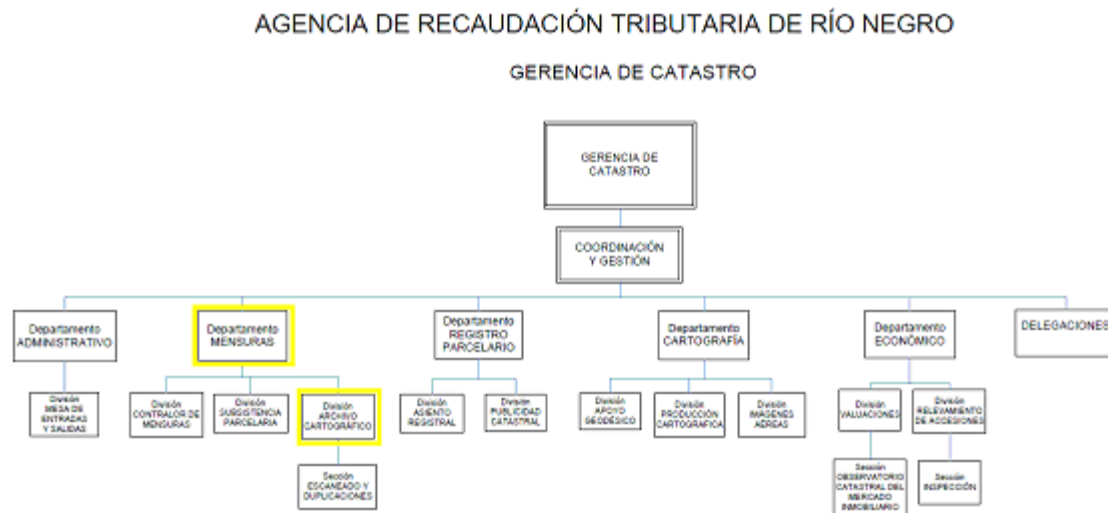 AGENCIA DE RECAUDACIÓN TRIBUTARIA DE RÍO NEGRO
GERENCIA DE CATASTRO
GERENCIA DE
CATASTRO
COORDINACIÓN
Y GESTIÓN
Departamento
ADMINISTRATIVO
Departamento
MENSURAS
Departamento
REGISTRO
PARCELARIO
Departamento
CARTOGRAFÍA
Departamento
ECONÓMICO
DELEGACIONES
División
MESA DE
ENTRADAS
Y SALIDAS
División
CONTRALOR DE
MENSURAS
División
SUBSISTENCIA
PARCELARIA
División
ARCHIVO
CARTOGRÁFICO
División
ASIENTO
REGISTRAL
División
PUBLICIDAD
CATASTRAL
División
APOYO
GEODÉSICO
División
PRODUCCIÓN
CARTOGRAFICA
División
IMÁGENES
AÉREAS
División
VALUACIONES
División
RELEVAMIENTO
DE ACCESIONES
Sección
ESCANEADO Y
DUPLICACIONES
Sección
OBSERVATORIO
CATASTRAL DEL
MERCADO
INMOBILIARIO
Sección
INSPECCIÓN